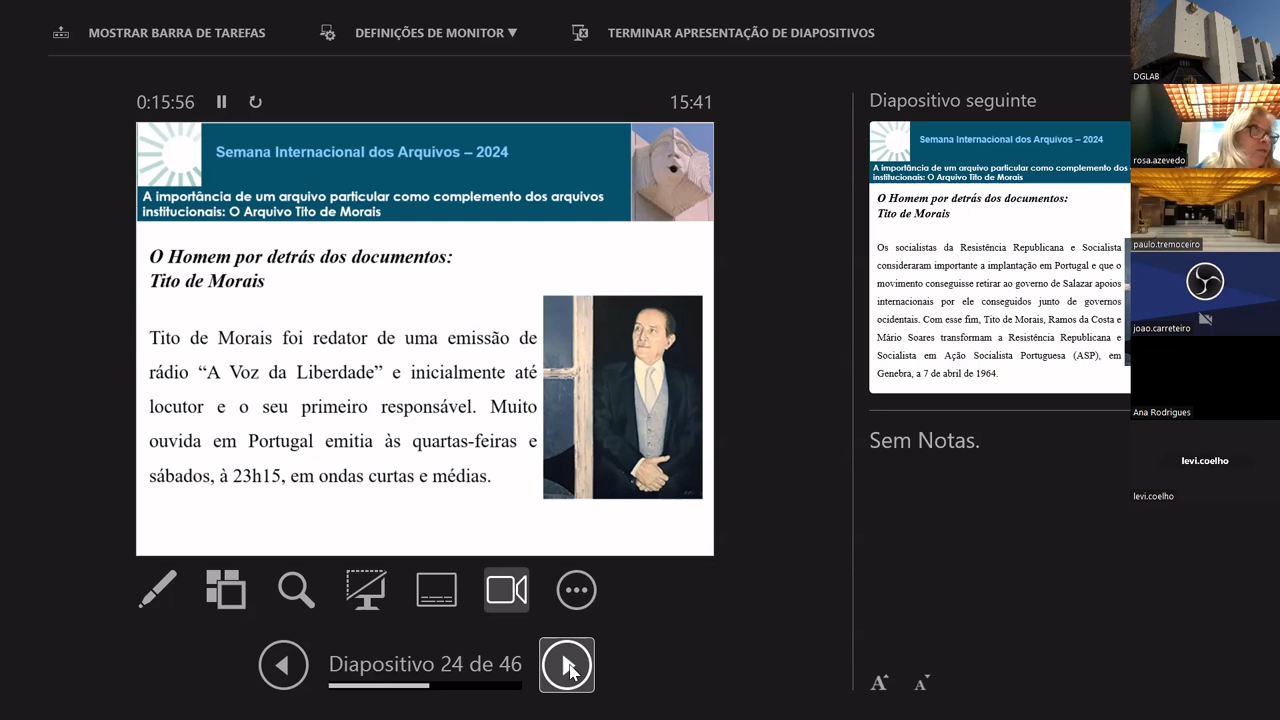 MOSTRAR BARRA DE TAREFAS
DEFINIÇÕES DE MONITOR ▼
TERMINAR APRESENTAÇÃO DE DIAPOSITIVOS
0:15:56
15:41
Semana Internacional dos Arquivos – 2024
A importância de um arquivo particular como complemento dos arquivos
institucionais: O Arquivo Tito de Morais
O Homem por detrás dos documentos:
Tito de Morais
Tito de Morais foi redator de uma emissão de
rádio “A Voz da Liberdade” e inicialmente até
locutor e o seu primeiro responsável. Muito
ouvida em Portugal emitia às quartas-feiras e
sábados, à 23h15, em ondas curtas e médias.
Diapositivo 24 de 46
Diapositivo seguinte
Semana Internacional dos Arquivos – 2024
A importância de um arquivo particular como complemento dos
institucionais: O Arquivo Tito de Morais
O Homem por detrás dos documentos:
Tito de Morais
Os socialistas da Resistência Republicana e Socialista
consideraram importante a implantação em Portugal e que o
movimento conseguisse retirar ao governo de Salazar apoios
internacionais por ele conseguidos junto de governos
ocidentais. Com esse fim, Tito de Morais, Ramos da Costa e
Mário Soares transformam a Resistência Republicana e
Socialista em Ação Socialista Portuguesa (ASP), em
Genebra, a 7 de abril de 1964.
Sem Notas.
A A
DGLAB
rosa.azevedo
paulo.tremoceiro
joao.carreteiro
Ana Rodrigues
levi.coelho
levi.coelho